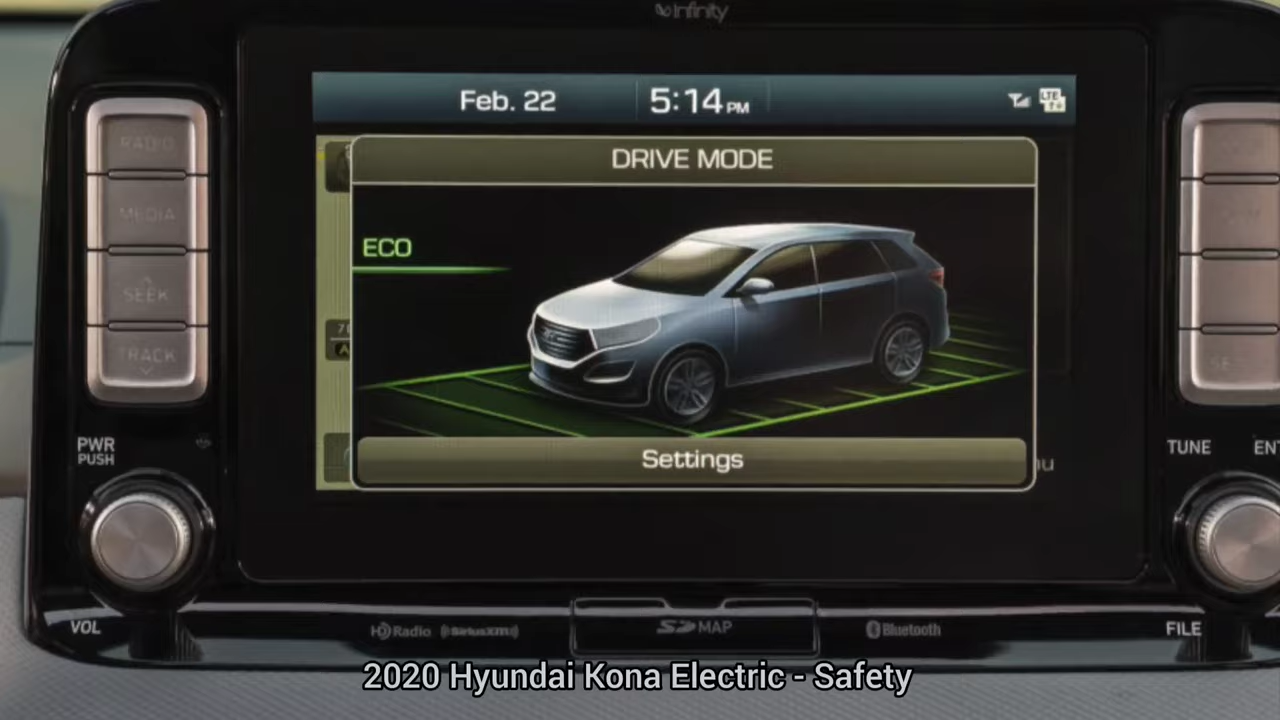 infinity
Feb. 22 5:14 PM LTE
RADIO
DRIVE MODE
MEDIA
ECO
SEEK
TRACK
PWR
PUSH
Settings
TUNE
VOL
HD Radio SiriusXM SD MAP Bluetooth
FILE
2020 Hyundai Kona Electric - Safety